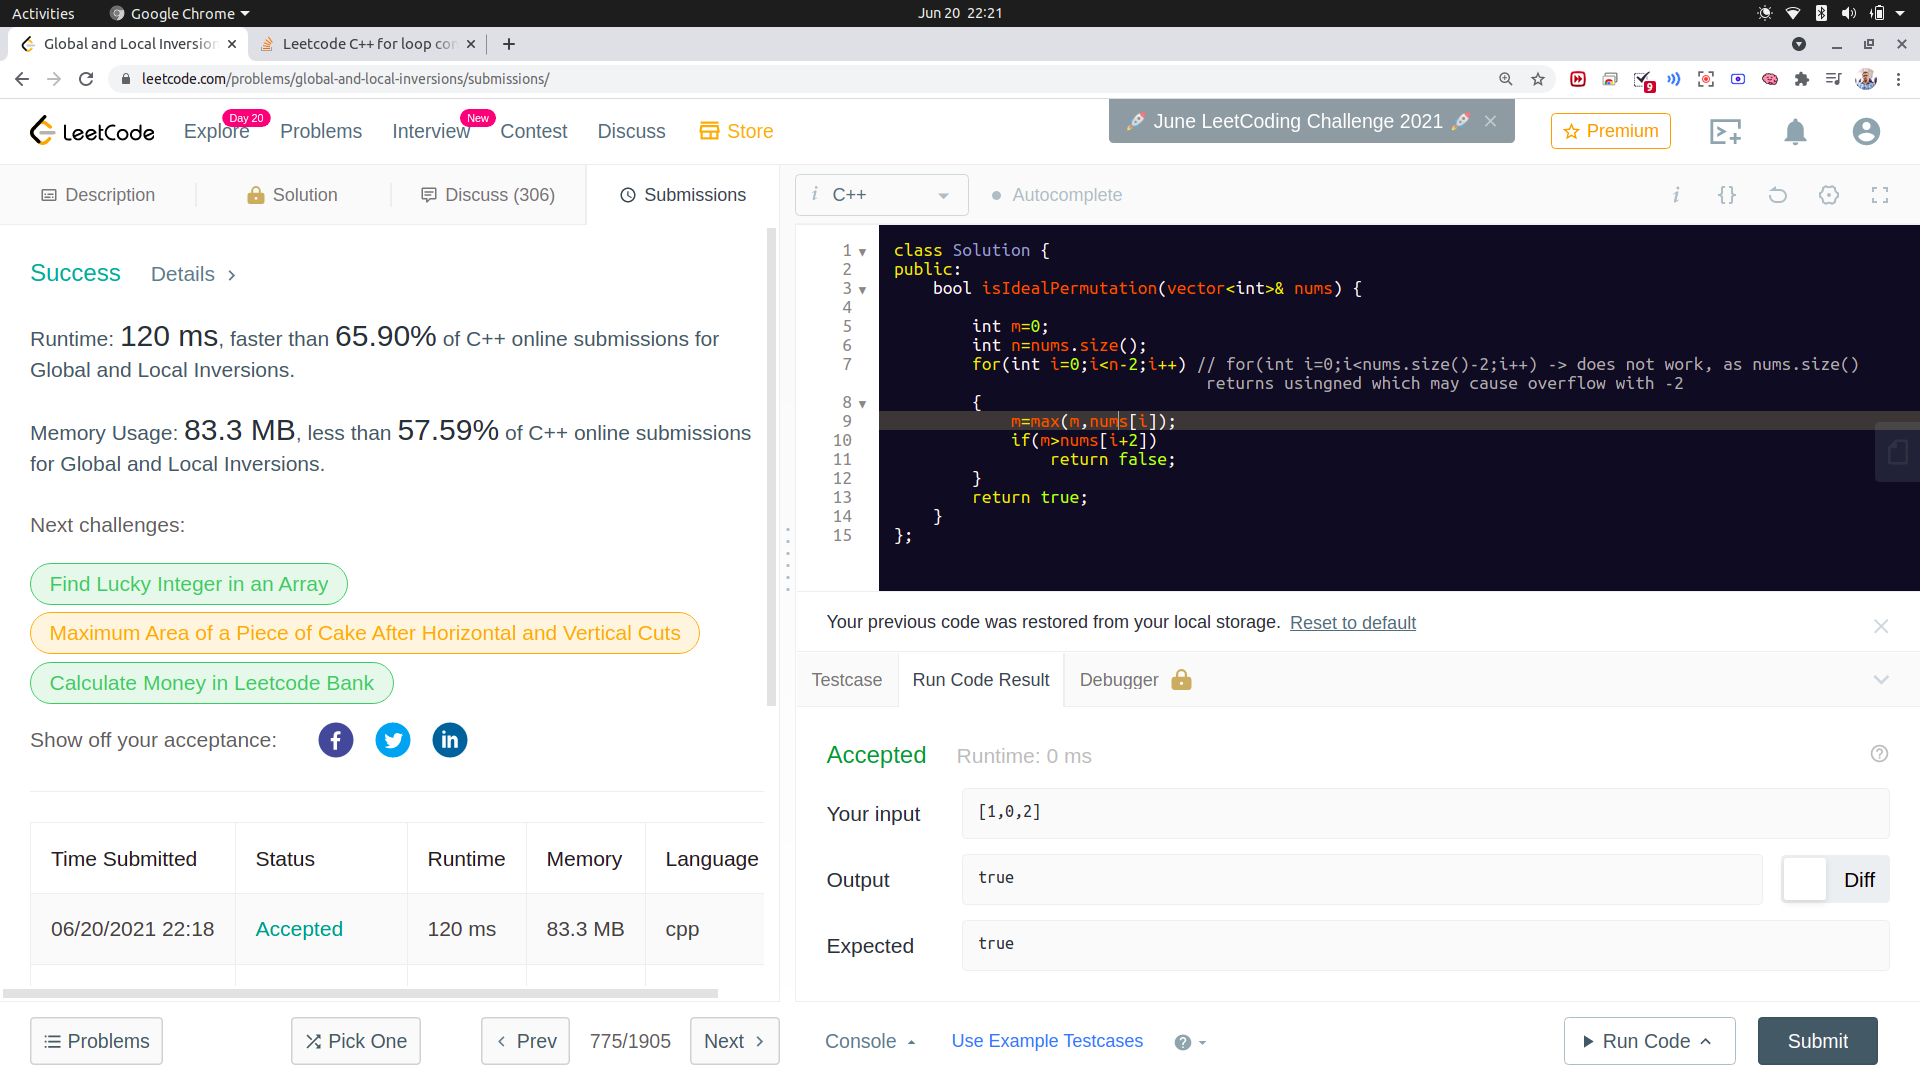 Activities Google Chrome Jun 20 22:21
Global and Local Inversion Leetcode C++ for loop con
leetcode.com/problems/global-and-local-inversions/submissions/ 9
LeetCode Explore Day 20 Problems Interview New Contest Discuss Store June LeetCoding Challenge 2021 Premium
Description Solution Discuss (306) Submissions
Success Details
Runtime: 120 ms, faster than 65.90% of C++ online submissions for
Global and Local Inversions.
Memory Usage: 83.3 MB, less than 57.59% of C++ online submissions
for Global and Local Inversions.
Next challenges:
Find Lucky Integer in an Array
Maximum Area of a Piece of Cake After Horizontal and Vertical Cuts
Calculate Money in Leetcode Bank
Show off your acceptance: f in
Time Submitted Status Runtime Memory Language
06/20/2021 22:18 Accepted 120 ms 83.3 MB cpp
Problems Pick One Prev 775/1905 Next
i C++ Autocomplete i {}
1 class Solution {
2 public:
3 bool isIdealPermutation(vector<int>& nums) {
4
5 int m=0;
6 int n=nums.size();
7 for(int i=0;i<n-2;i++) // for(int i=0;i<nums.size()-2;i++) -> does not work, as nums.size()
returns usingned which may cause overflow with -2
8 {
9 m=max(m,nums[i]);
10 if(m>nums[i+2])
11 return false;
12 }
13 return true;
14 }
15 };
Your previous code was restored from your local storage. Reset to default
Testcase Run Code Result Debugger
Accepted Runtime: 0 ms ?
Your input [1,0,2]
Output true Diff
Expected true
Console Use Example Testcases ? Run Code Submit